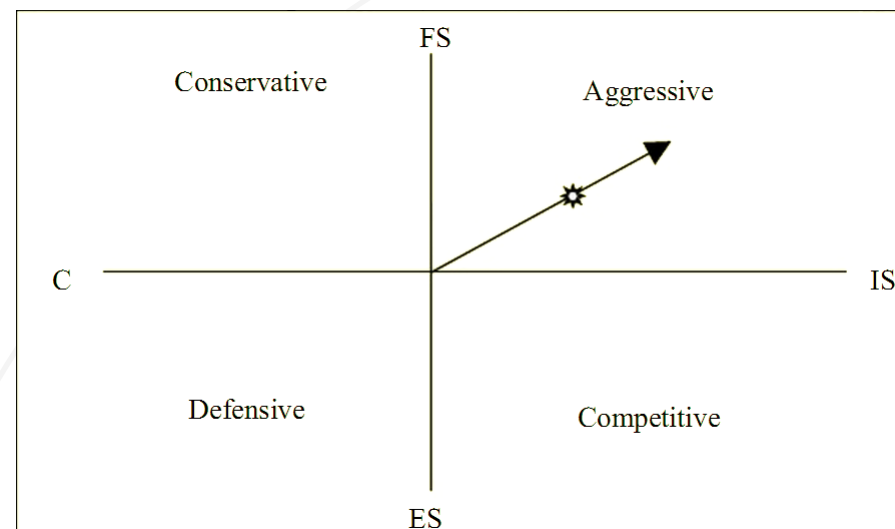 FS
Conservative
Aggressive
C
IS
Defensive
Competitive
ES